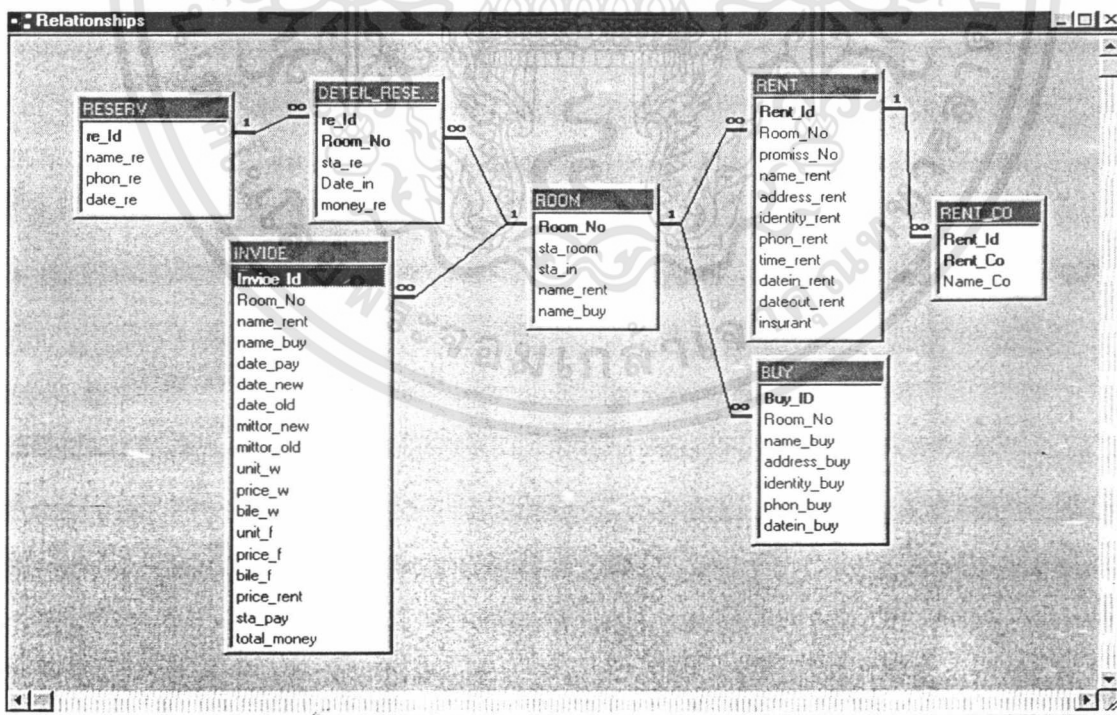 Relationships
RESERV
re_Id
name_re
phon_re
date_re
DETEIL_RESE...
re_Id
Room_No
sta_re
Date_in
money_re
INVIOE
Invioe_Id
Room_No
name_rent
name_buy
date_pay
date_new
date_old
mittor_new
mittor_old
unit_w
price_w
bile_w
unit_f
price_f
bile_f
price_rent
sta_pay
total_money
ROOM
Room_No
sta_room
sta_in
name_rent
name_buy
RENT
Rent_Id
Room_No
promiss_No
name_rent
address_rent
identity_rent
phon_rent
time_rent
datein_rent
dateout_rent
insurant
RENT_CO
Rent_Id
Rent_Co
Name_Co
BUY
Buy_ID
Room_No
name_buy
address_buy
identity_buy
phon_buy
datein_buy
1
∞
∞
1
∞
1
∞
∞
1
∞